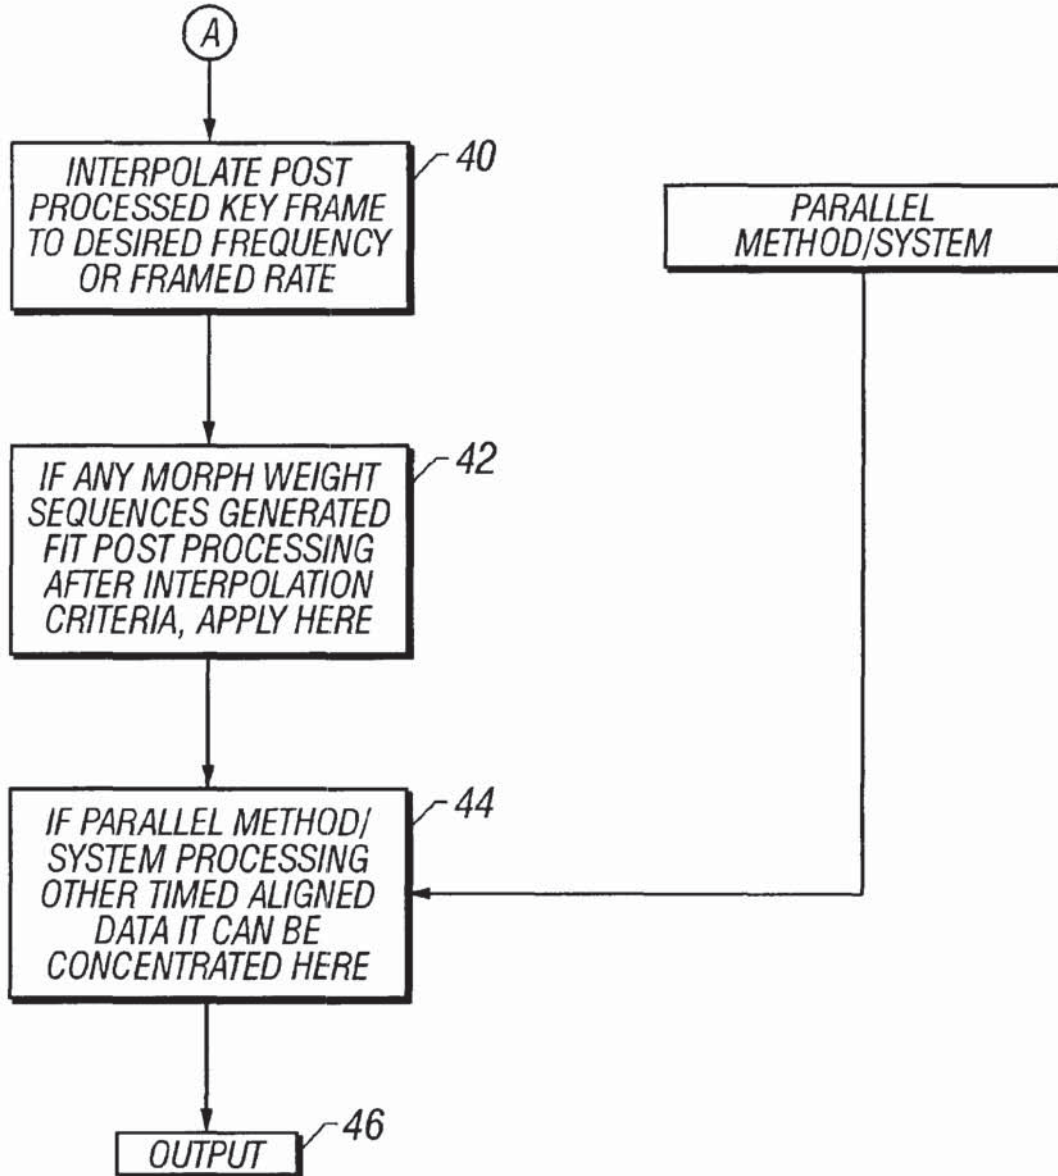 A
INTERPOLATE POST
PROCESSED KEY FRAME
TO DESIRED FREQUENCY
OR FRAMED RATE
40
PARALLEL
METHOD/SYSTEM
IF ANY MORPH WEIGHT
SEQUENCES GENERATED
FIT POST PROCESSING
AFTER INTERPOLATION
CRITERIA, APPLY HERE
42
IF PARALLEL METHOD/
SYSTEM PROCESSING
OTHER TIMED ALIGNED
DATA IT CAN BE
CONCENTRATED HERE
44
OUTPUT
46